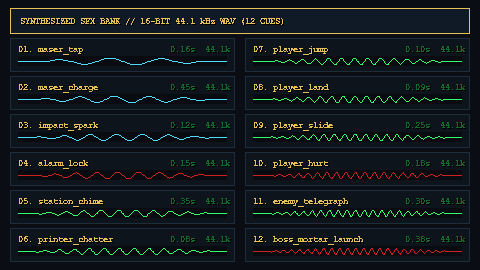 SYNTHESIZED SFX BANK // 16-BIT 44.1 kHz WAV (12 CUES)
01. maser_tap 0.16s 44.1k
02. maser_charge 0.45s 44.1k
03. impact_spark 0.12s 44.1k
04. alarm_lock 0.15s 44.1k
05. station_chime 0.35s 44.1k
06. printer_chatter 0.08s 44.1k
07. player_jump 0.10s 44.1k
08. player_land 0.09s 44.1k
09. player_slide 0.25s 44.1k
10. player_hurt 0.18s 44.1k
11. enemy_telegraph 0.30s 44.1k
12. boss_mortar_launch 0.38s 44.1k